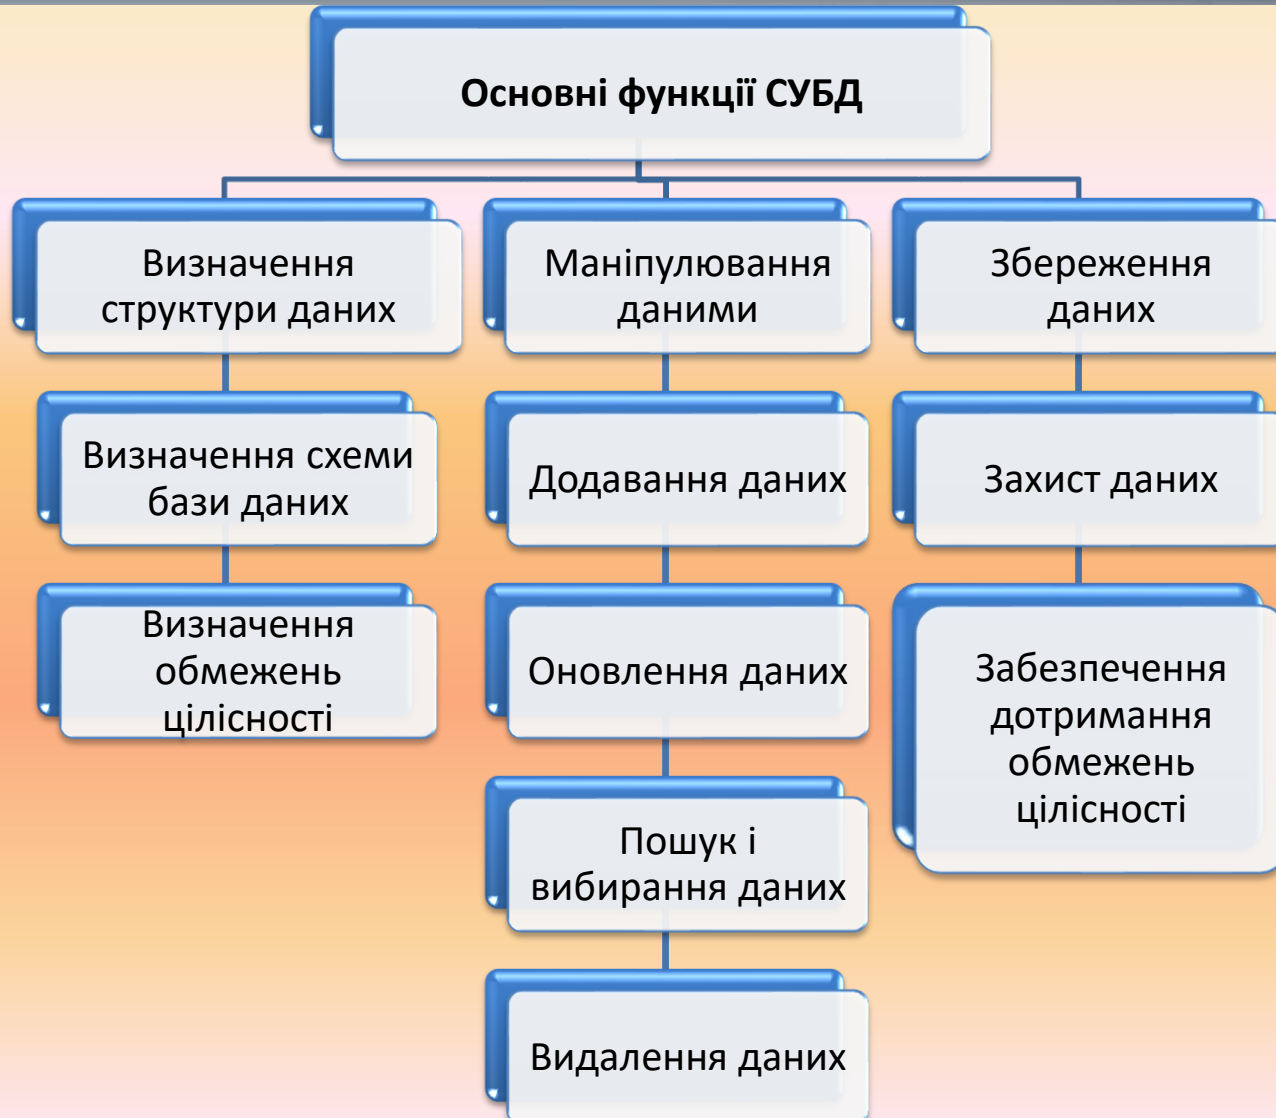 Основні функції СУБД
Визначення
структури даних
Маніпулювання
даними
Збереження
даних
Визначення схеми
бази даних
Додавання даних
Захист даних
Визначення
обмежень
цілісності
Оновлення даних
Забезпечення
дотримання
обмежень
цілісності
Пошук і
вибирання даних
Видалення даних